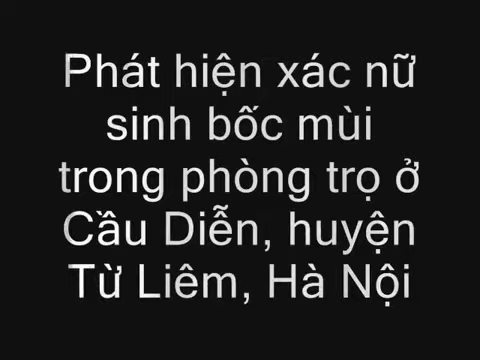 Phát hiện xác nữ
sinh bốc mùi
trong phòng trọ ở
Cầu Diễn, huyện
Từ Liêm, Hà Nội